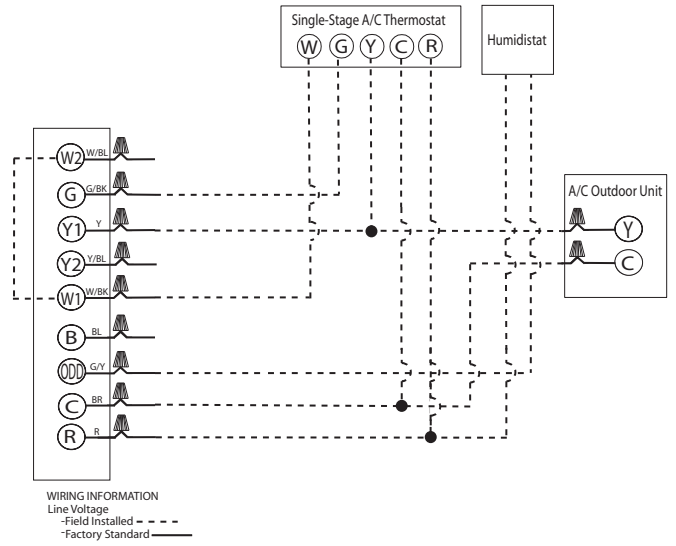 Single-Stage A/C Thermostat
W G Y C R
Humidistat
A/C Outdoor Unit
Y
C
W2 W/BL
G G/BK
Y1 Y
Y2 Y/BL
W1 W/BK
B BL
ODD G/Y
C BR
R R
WIRING INFORMATION
Line Voltage
-Field Installed
-Factory Standard